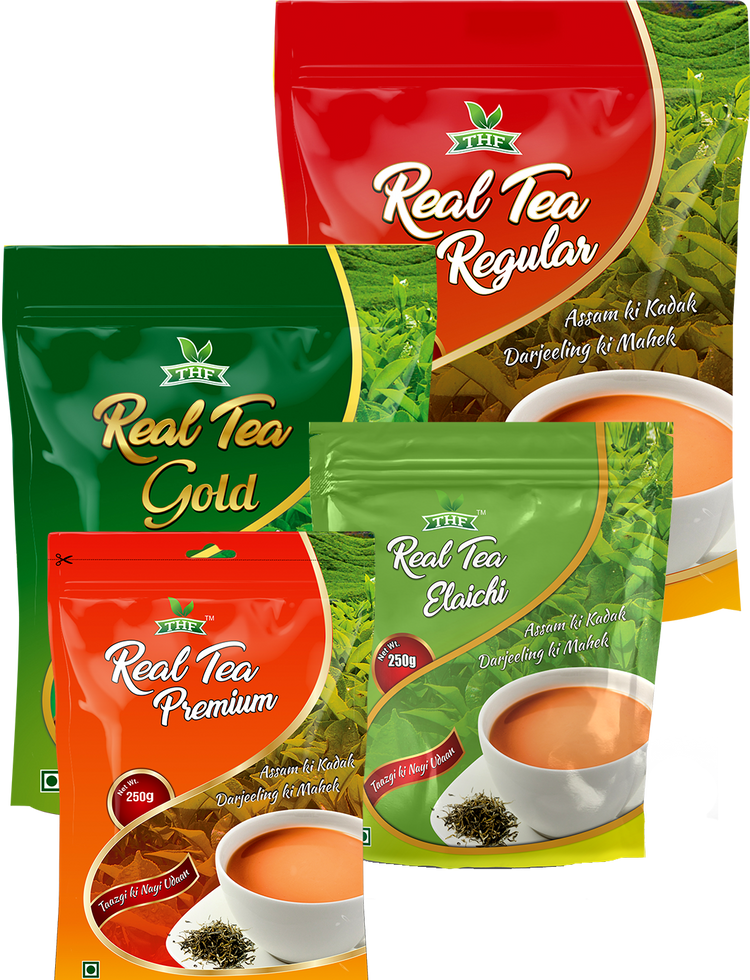 THF
Real Tea
Regular
Assam ki Kadak
Darjeeling ki Mahek
THF
Real Tea
Gold
THF TM
Real Tea
Elaichi
Net Wt.
250g
Assam ki Kadak
Darjeeling ki Mahek
Taazgi ki Nayi Udaan
THF TM
Real Tea
Premium
Net Wt.
250g
Assam ki Kadak
Darjeeling ki Mahek
Taazgi ki Nayi Udaan